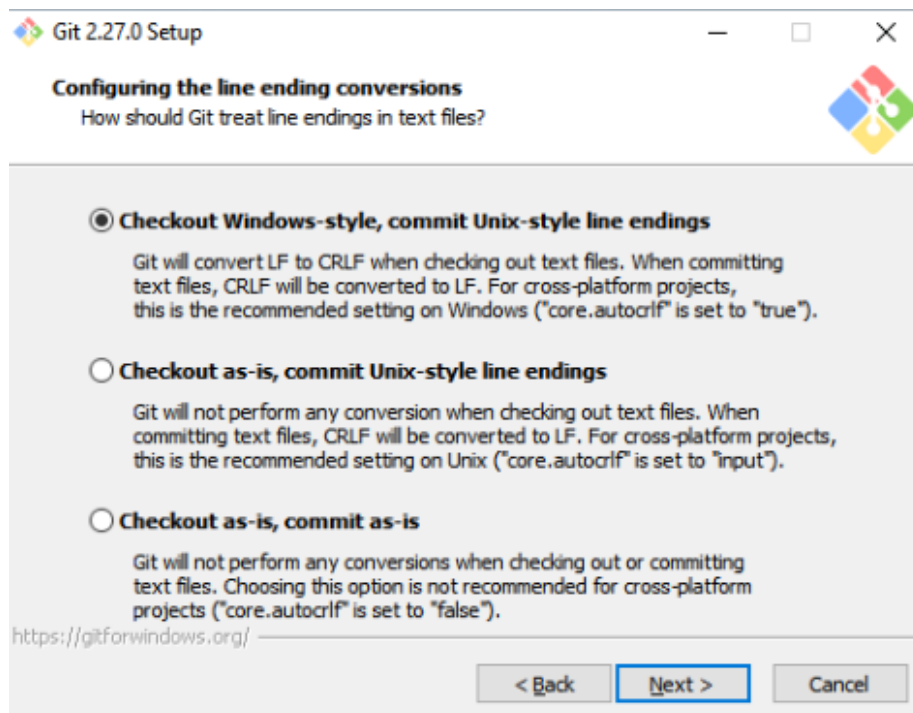 Git 2.27.0 Setup
Configuring the line ending conversions
How should Git treat line endings in text files?
Checkout Windows-style, commit Unix-style line endings
Git will convert LF to CRLF when checking out text files. When committing
text files, CRLF will be converted to LF. For cross-platform projects,
this is the recommended setting on Windows ("core.autocrlf" is set to "true").
Checkout as-is, commit Unix-style line endings
Git will not perform any conversion when checking out text files. When
committing text files, CRLF will be converted to LF. For cross-platform projects,
this is the recommended setting on Unix ("core.autocrlf" is set to "input").
Checkout as-is, commit as-is
Git will not perform any conversions when checking out or committing
text files. Choosing this option is not recommended for cross-platform
projects ("core.autocrlf" is set to "false").
https://gitforwindows.org/
< Back Next > Cancel